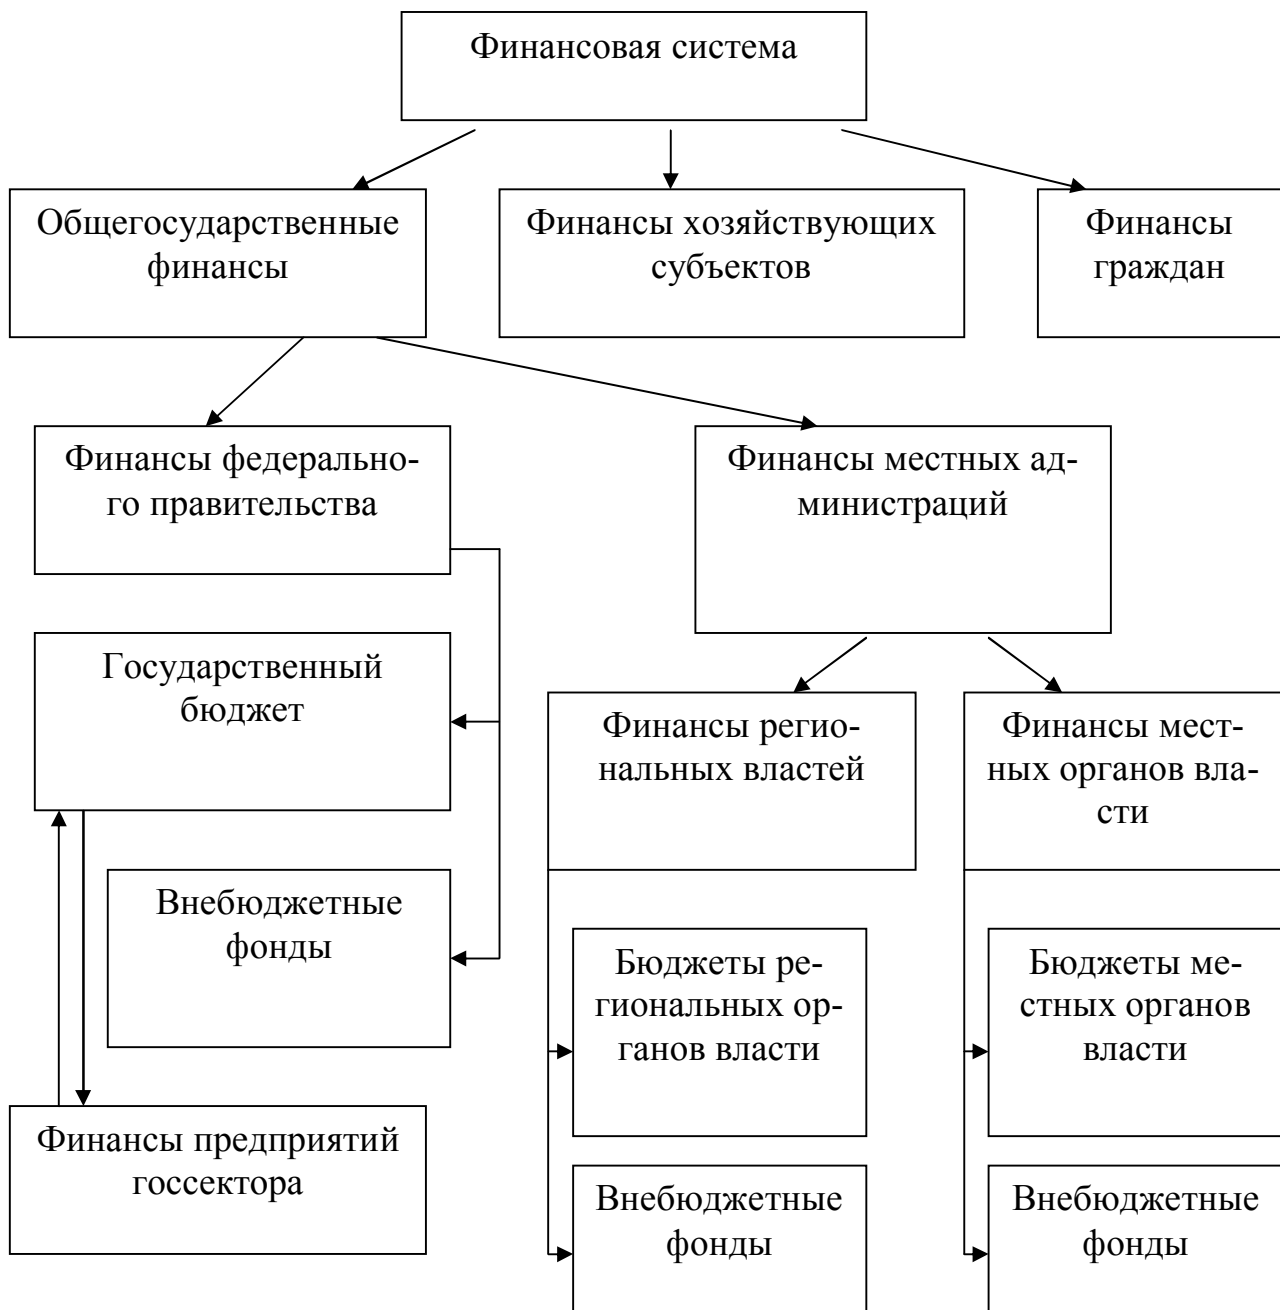 Финансовая система
Общегосударственные
финансы
Финансы хозяйствующих
субъектов
Финансы
граждан
Финансы федерально-
го правительства
Финансы местных ад-
министраций
Государственный
бюджет
Финансы регио-
нальных властей
Финансы мест-
ных органов вла-
сти
Внебюджетные
фонды
Бюджеты ре-
гиональных ор-
ганов власти
Бюджеты ме-
стных органов
власти
Финансы предприятий
госсектора
Внебюджетные
фонды
Внебюджетные
фонды